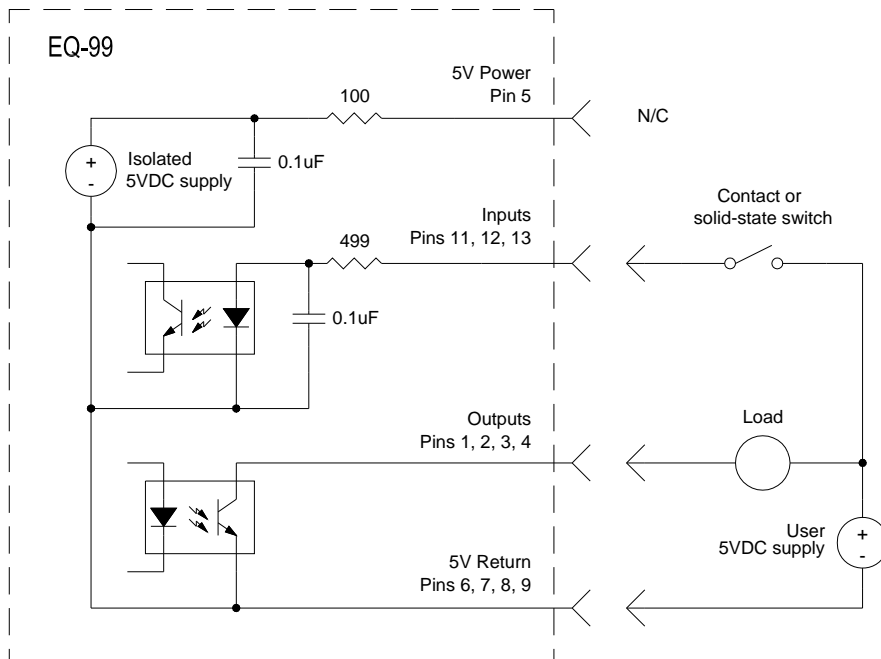 EQ-99
5V Power
Pin 5
100
N/C
+
-
Isolated
5VDC supply
0.1uF
Contact or
solid-state switch
Inputs
Pins 11, 12, 13
499
0.1uF
Outputs
Pins 1, 2, 3, 4
Load
User
5VDC supply
+
-
5V Return
Pins 6, 7, 8, 9